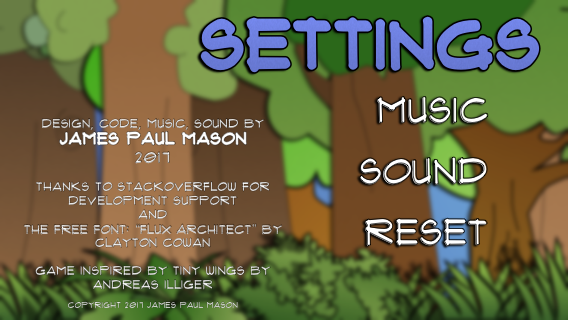 SETTINGS
MUSIC
SOUND
RESET
DESIGN, CODE, MUSIC, SOUND BY
JAMES PAUL MASON
2017
THANKS TO STACKOVERFLOW FOR
DEVELOPMENT SUPPORT
AND
THE FREE FONT: "FLUX ARCHITECT" BY
CLAYTON COWAN
GAME INSPIRED BY TINY WINGS BY
ANDREAS ILLIGER
COPYRIGHT 2017 JAMES PAUL MASON